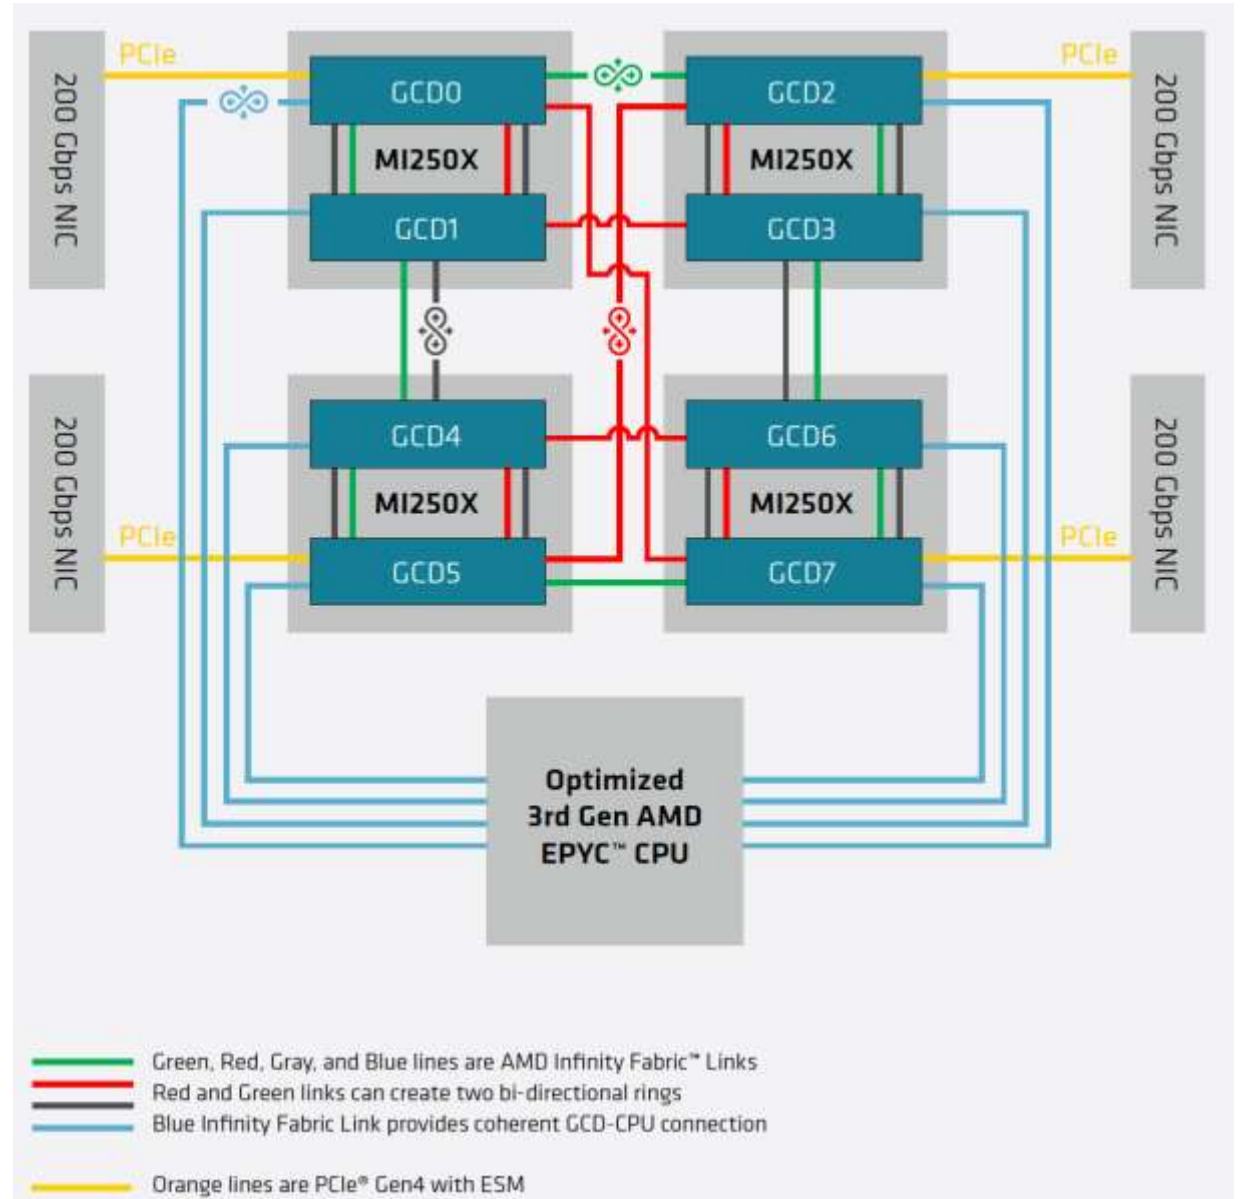 PCIe
PCIe
200 Gbps NIC
GCD0
GCD2
200 Gbps NIC
MI250X
MI250X
GCD1
GCD3
200 Gbps NIC
GCD4
GCD6
200 Gbps NIC
MI250X
MI250X
PCIe
PCIe
GCD5
GCD7
Optimized
3rd Gen AMD
EPYC™ CPU
Green, Red, Gray, and Blue lines are AMD Infinity Fabric™ Links
Red and Green links can create two bi-directional rings
Blue Infinity Fabric Link provides coherent GCD-CPU connection
Orange lines are PCIe® Gen4 with ESM